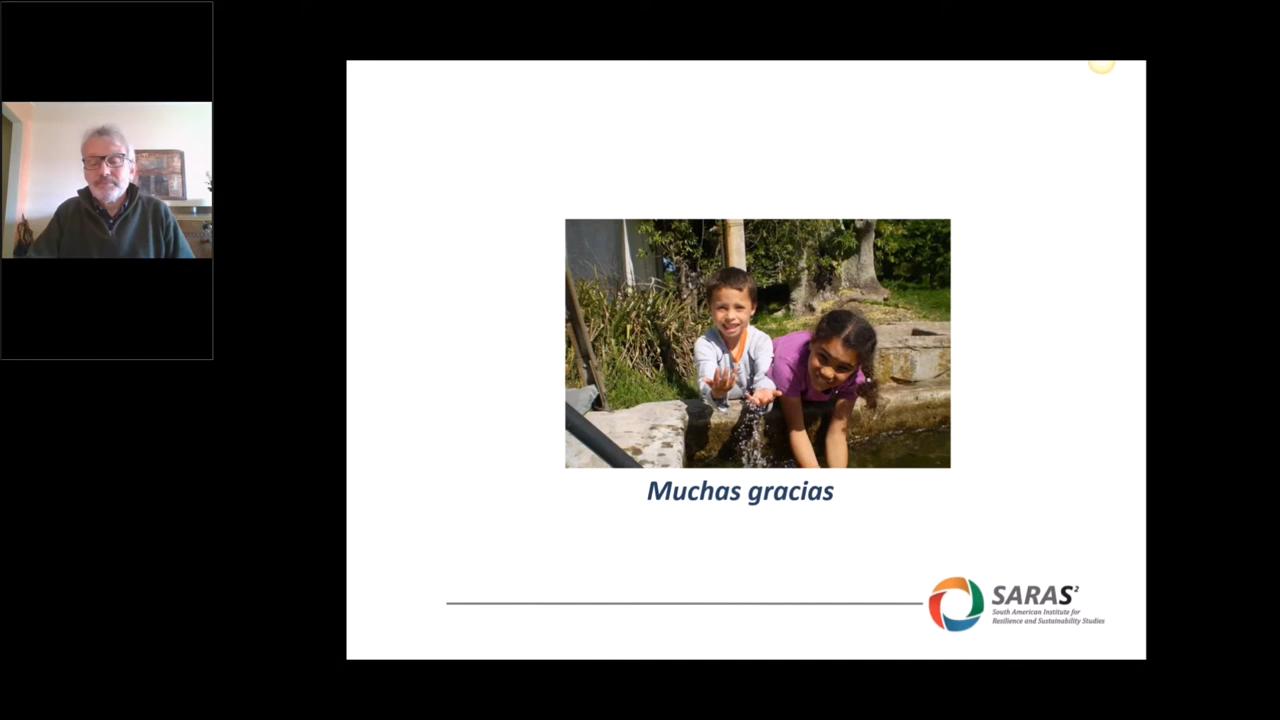 Muchas gracias
SARAS²
South American Institute for
Resilience and Sustainability Studies